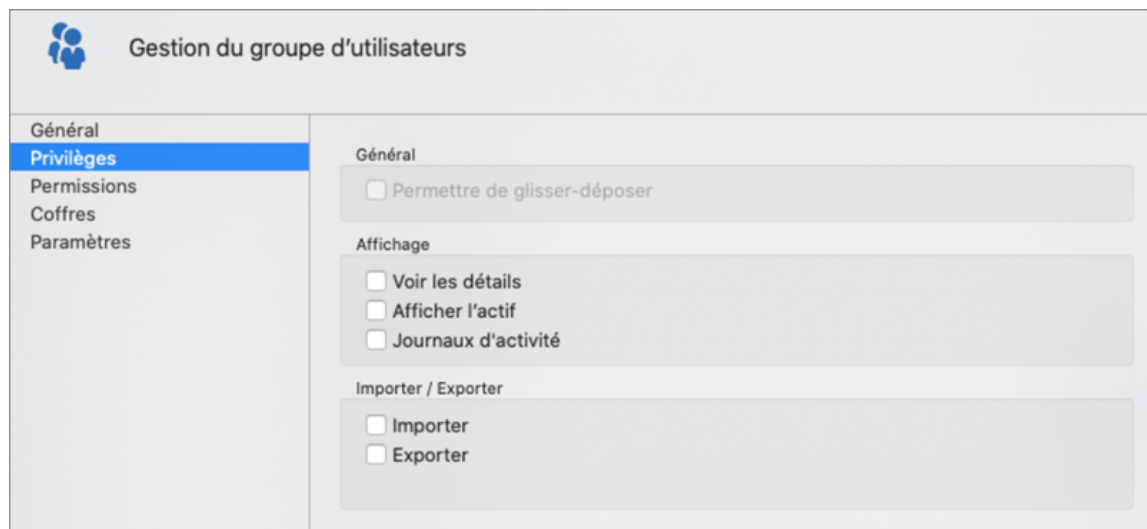 Gestion du groupe d’utilisateurs
Général
Privilèges
Permissions
Coffres
Paramètres
Général
Permettre de glisser-déposer
Affichage
Voir les détails
Afficher l’actif
Journaux d'activité
Importer / Exporter
Importer
Exporter